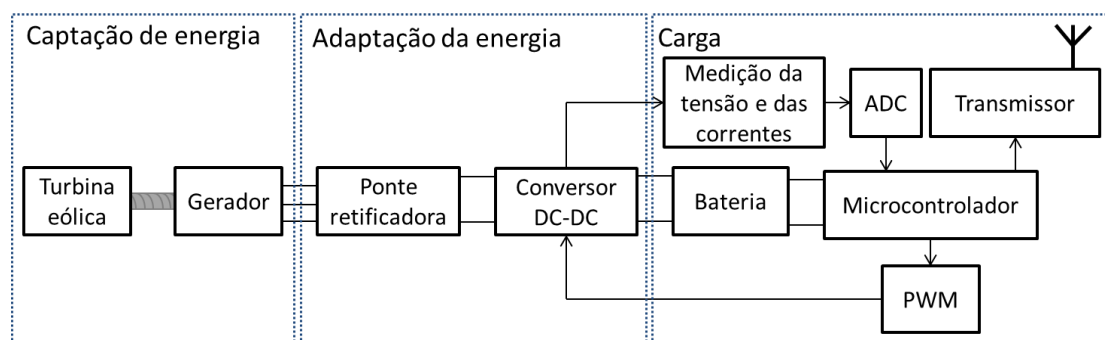 Captação de energia
Adaptação da energia
Carga
Medição da
tensão e das
correntes
ADC
Transmissor
Turbina
eólica
Gerador
Ponte
retificadora
Conversor
DC-DC
Bateria
Microcontrolador
PWM